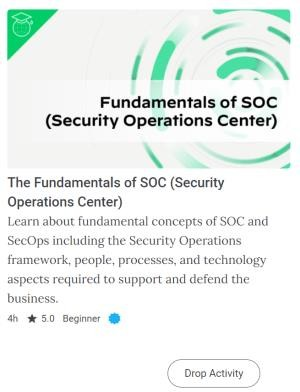 Fundamentals of SOC
(Security Operations Center)
The Fundamentals of SOC (Security
Operations Center)
Learn about fundamental concepts of SOC and
SecOps including the Security Operations
framework, people, processes, and technology
aspects required to support and defend the
business.
4h ★ 5.0 Beginner
Drop Activity